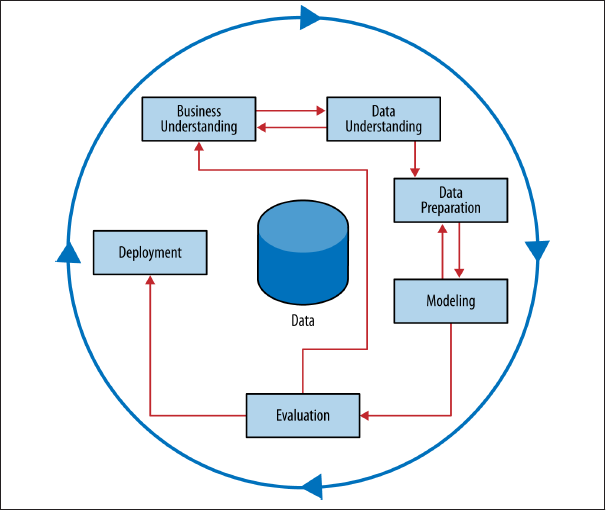 Business
Understanding
Data
Understanding
Data
Preparation
Deployment
Modeling
Data
Evaluation